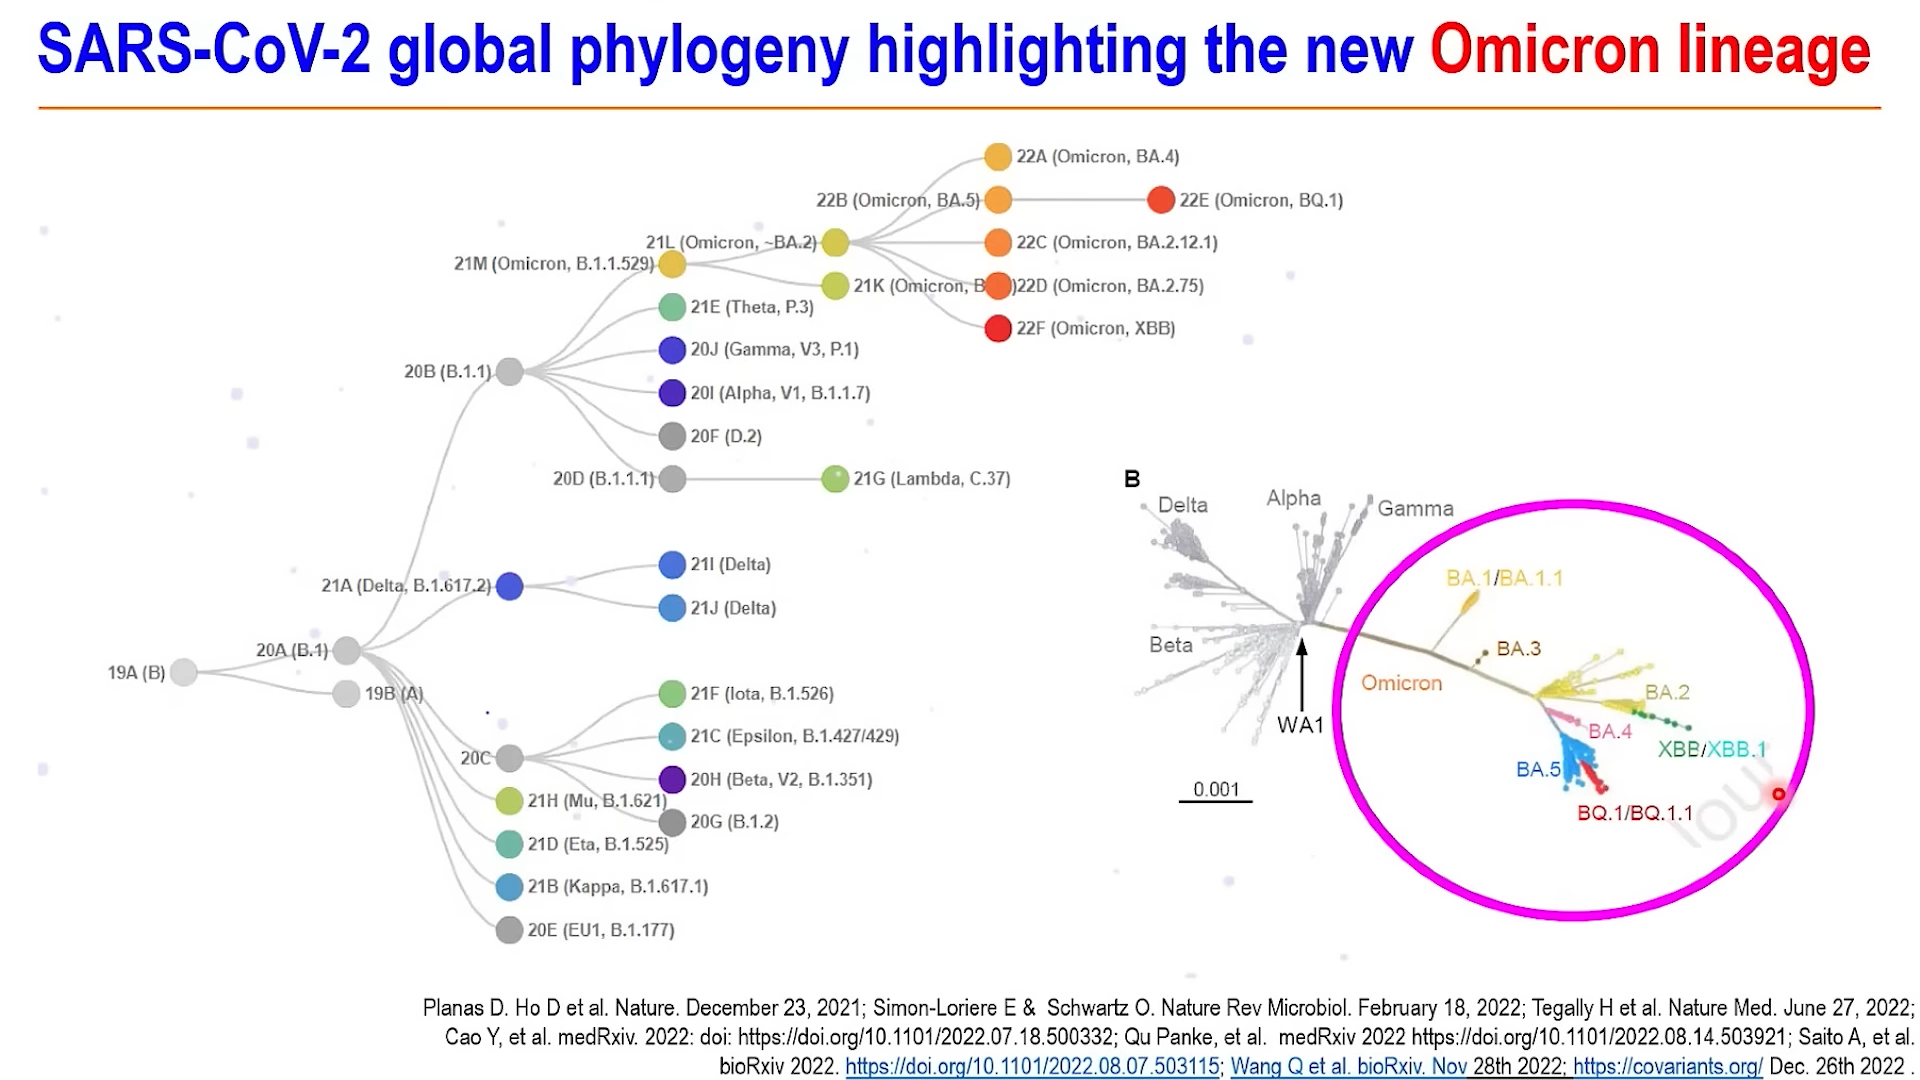 SARS-CoV-2 global phylogeny highlighting the new Omicron lineage
22A (Omicron, BA.4)
22B (Omicron, BA.5)
22E (Omicron, BQ.1)
21L (Omicron, ~BA.2)
22C (Omicron, BA.2.12.1)
21M (Omicron, B.1.1.529)
21K (Omicron, B
)22D (Omicron, BA.2.75)
21E (Theta, P.3)
22F (Omicron, XBB)
20J (Gamma, V3, P.1)
20B (B.1.1)
20I (Alpha, V1, B.1.1.7)
20F (D.2)
20D (B.1.1.1)
21G (Lambda, C.37)
21I (Delta)
21A (Delta, B.1.617.2)
21J (Delta)
20A (B.1)
19A (B)
19B (A)
21F (Iota, B.1.526)
21C (Epsilon, B.1.427/429)
20C
20H (Beta, V2, B.1.351)
21H (Mu, B.1.621)
20G (B.1.2)
21D (Eta, B.1.525)
21B (Kappa, B.1.617.1)
20E (EU1, B.1.177)
B
Delta
Alpha
Gamma
BA.1/BA.1.1
Beta
BA.3
Omicron
BA.2
WA1
BA.4
XBB/XBB.1
BA.5
0.001
BQ.1/BQ.1.1
Planas D. Ho D et al. Nature. December 23, 2021; Simon-Loriere E & Schwartz O. Nature Rev Microbiol. February 18, 2022; Tegally H et al. Nature Med. June 27, 2022;
Cao Y, et al. medRxiv. 2022: doi: https://doi.org/10.1101/2022.07.18.500332; Qu Panke, et al. medRxiv 2022 https://doi.org/10.1101/2022.08.14.503921; Saito A, et al.
bioRxiv 2022. https://doi.org/10.1101/2022.08.07.503115; Wang Q et al. bioRxiv. Nov 28th 2022; https://covariants.org/ Dec. 26th 2022 .